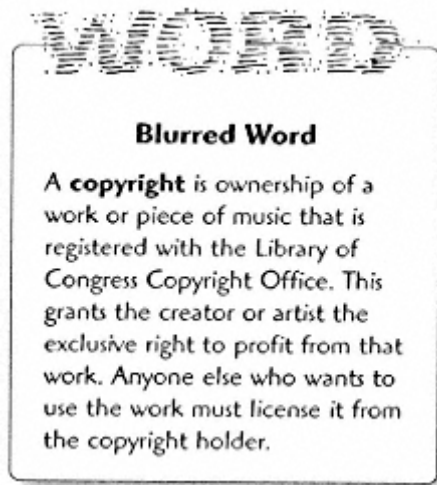 WORD
Blurred Word
A copyright is ownership of a
work or piece of music that is
registered with the Library of
Congress Copyright Office. This
grants the creator or artist the
exclusive right to profit from that
work. Anyone else who wants to
use the work must license it from
the copyright holder.